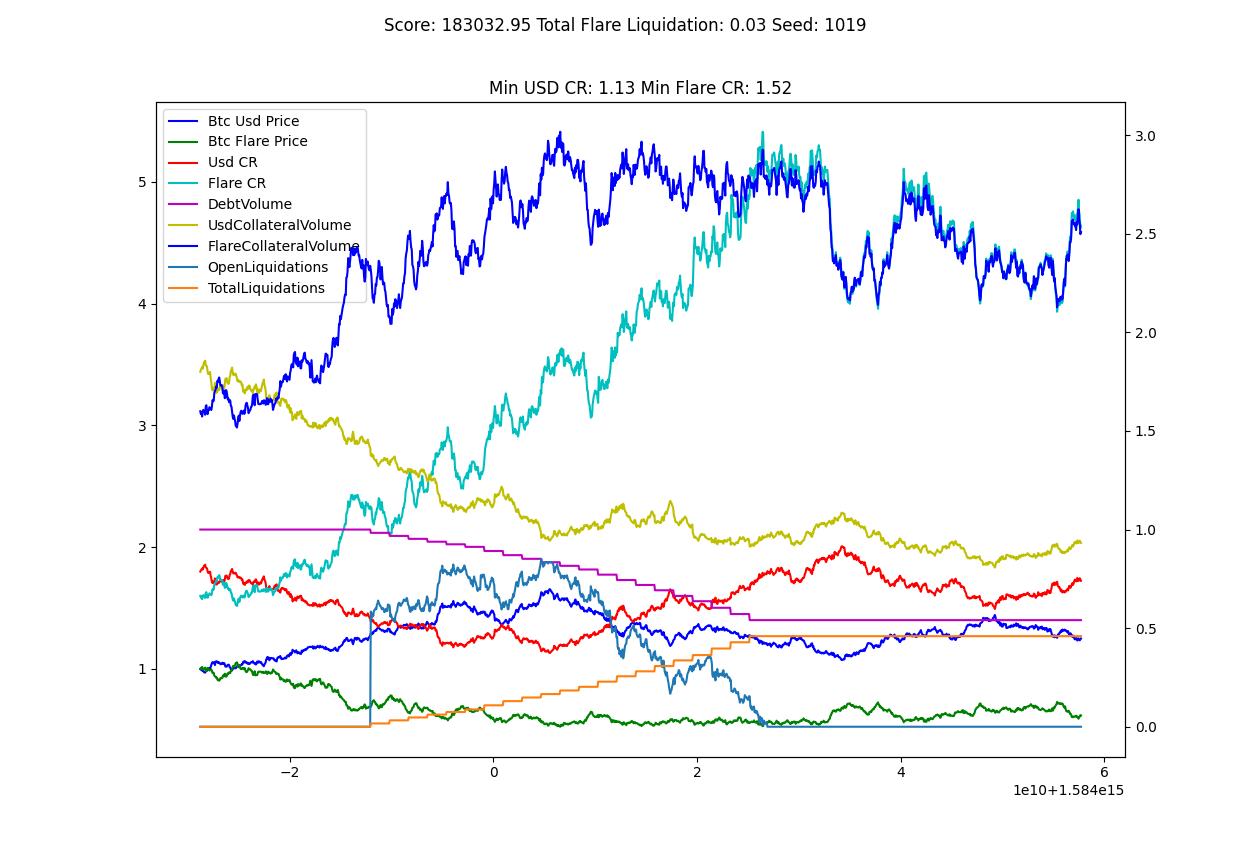 Score: 183032.95 Total Flare Liquidation: 0.03 Seed: 1019
Min USD CR: 1.13 Min Flare CR: 1.52
Btc Usd Price
Btc Flare Price
Usd CR
Flare CR
DebtVolume
UsdCollateralVolume
FlareCollateralVolume
OpenLiquidations
TotalLiquidations
5
4
3
2
1
3.0
2.5
2.0
1.5
1.0
0.5
0.0
−2
0
2
4
6
1e10+1.584e15